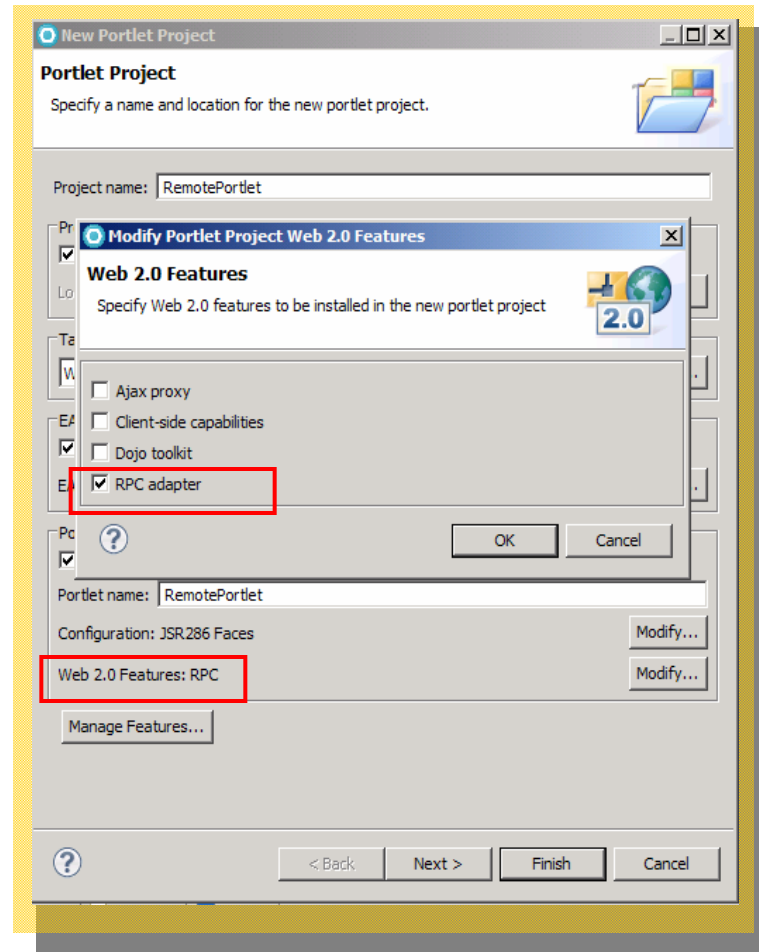 New Portlet Project
Portlet Project
Specify a name and location for the new portlet project.
Project name: RemotePortlet
Modify Portlet Project Web 2.0 Features
Web 2.0 Features
Specify Web 2.0 features to be installed in the new portlet project
2.0
Ajax proxy
Client-side capabilities
Dojo toolkit
RPC adapter
OK Cancel
Portlet name: RemotePortlet
Configuration: JSR286 Faces Modify...
Web 2.0 Features: RPC Modify...
Manage Features...
< Back Next > Finish Cancel